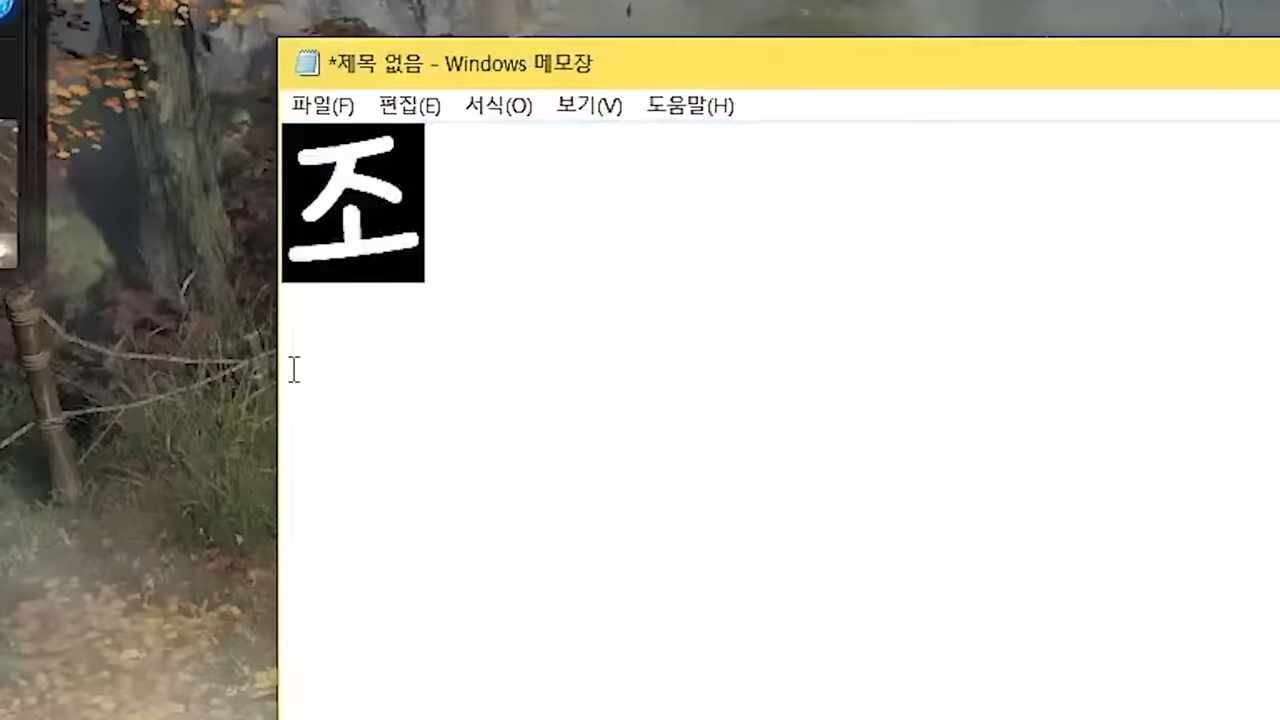 *제목 없음 - Windows 메모장
파일(F) 편집(E) 서식(O) 보기(V) 도움말(H)
조